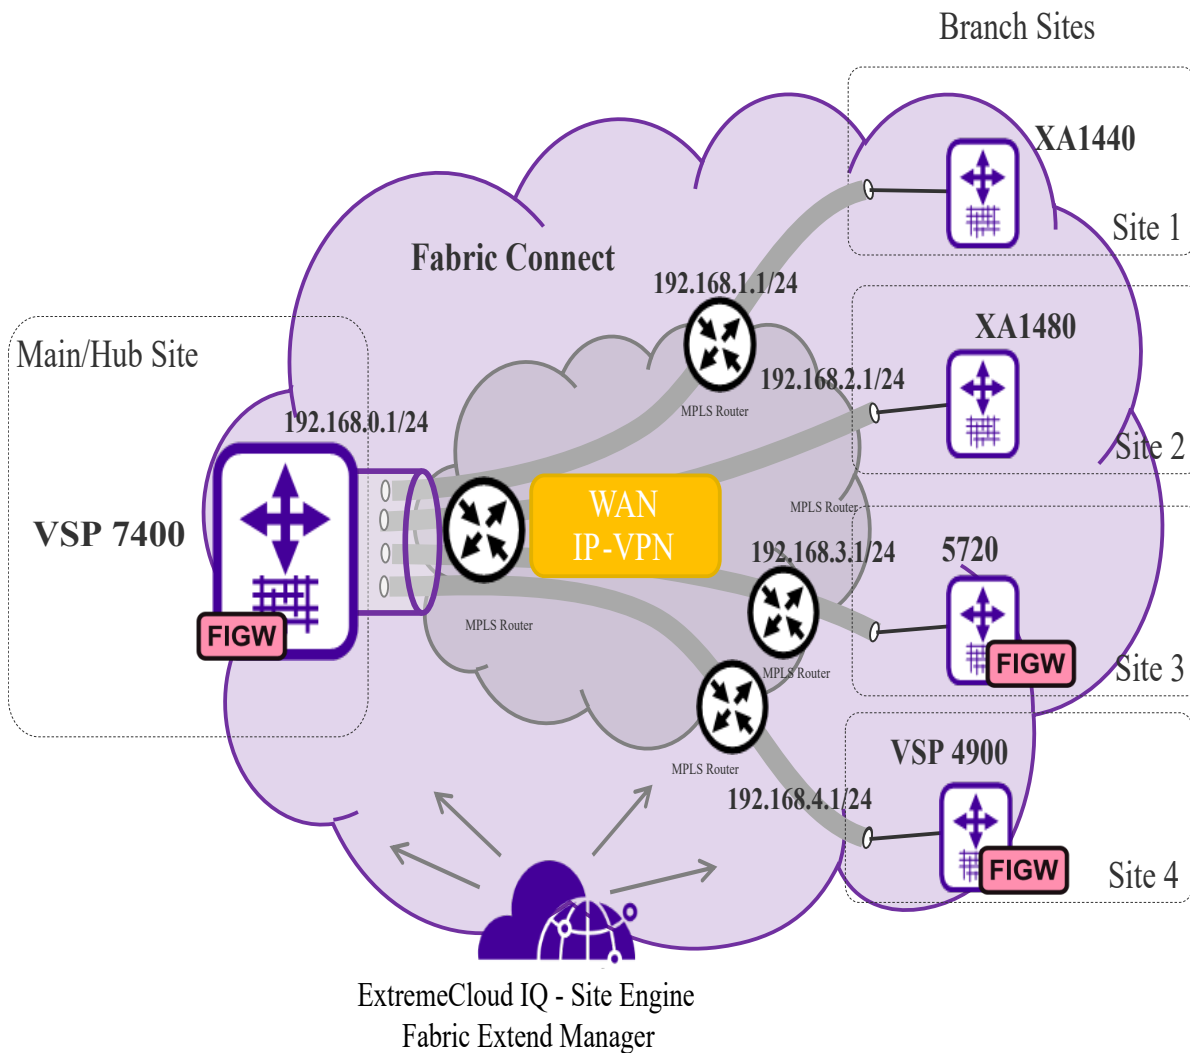 Branch Sites
XA1440
Site 1
Fabric Connect
192.168.1.1/24
MPLS Router
XA1480
192.168.2.1/24
Site 2
Main/Hub Site
192.168.0.1/24
VSP 7400
FIGW
WAN
IP-VPN
MPLS Router
MPLS Router
192.168.3.1/24
5720
FIGW
Site 3
MPLS Router
MPLS Router
VSP 4900
192.168.4.1/24
FIGW
Site 4
ExtremeCloud IQ - Site Engine
Fabric Extend Manager